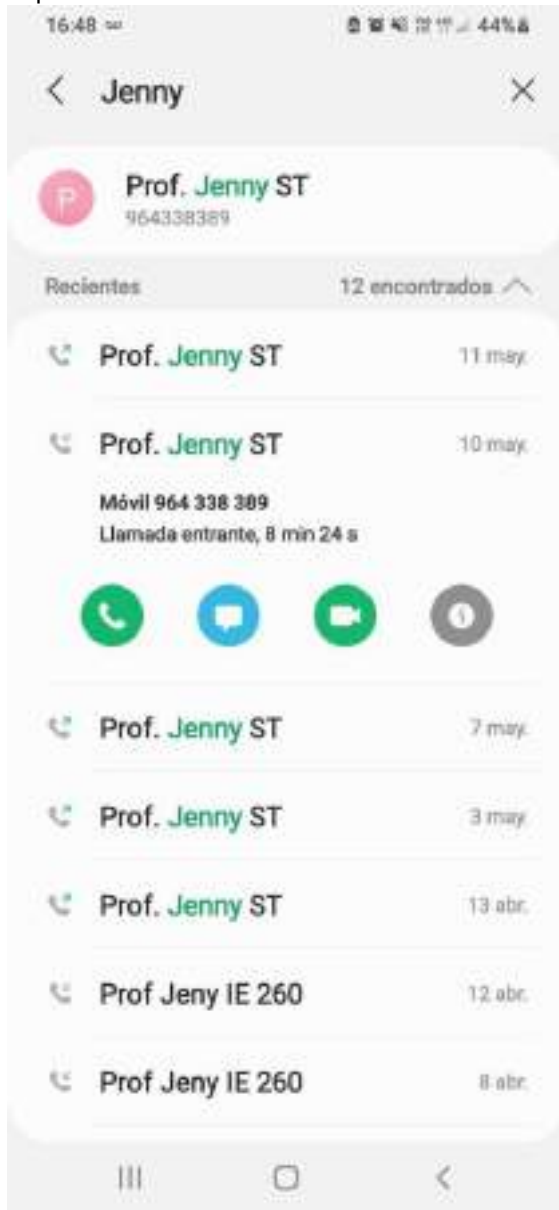 16:48
44%
Jenny
P
Prof. Jenny ST
964338389
Recientes 12 encontrados
Prof. Jenny ST 11 may.
Prof. Jenny ST 10 may.
Móvil 964 338 389
Llamada entrante, 8 min 24 s
Prof. Jenny ST 7 may.
Prof. Jenny ST 3 may.
Prof. Jenny ST 13 abr.
Prof Jeny IE 260 12 abr.
Prof Jeny IE 260 8 abr.